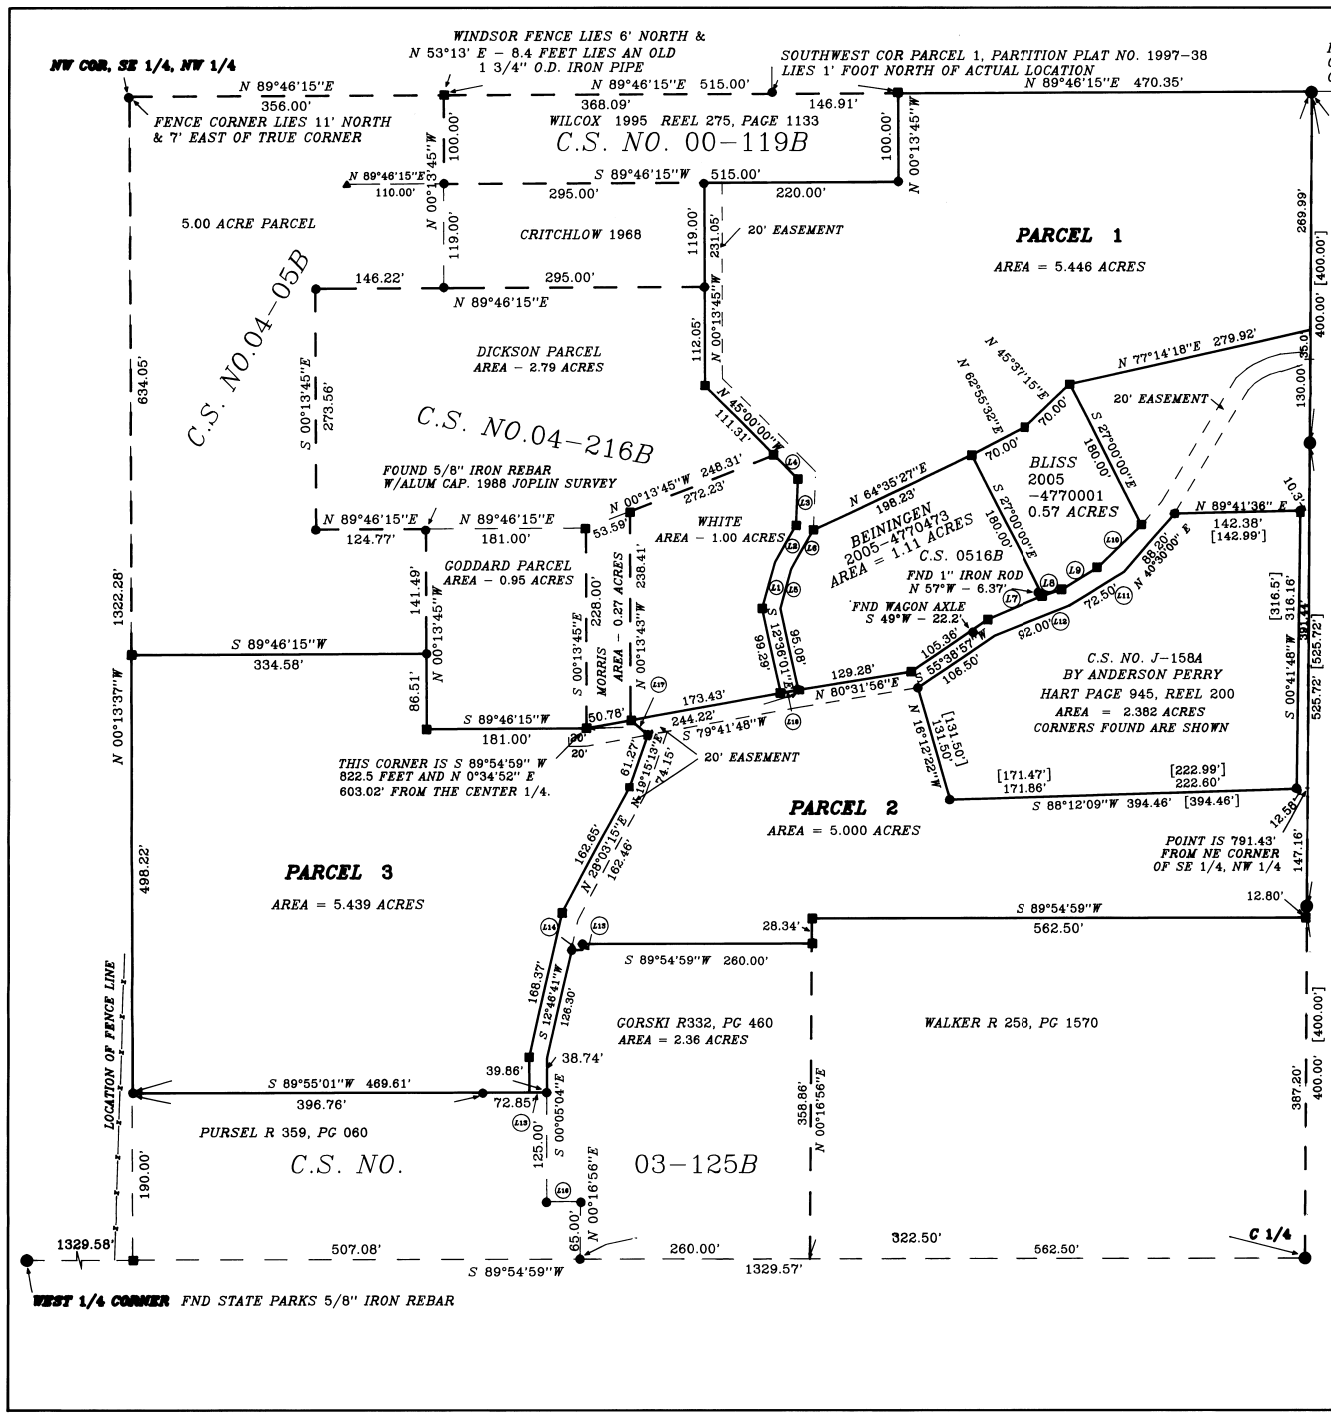 WINDSOR FENCE LIES 6' NORTH &
N 53°13' E – 8.4 FEET LIES AN OLD
1 3/4" O.D. IRON PIPE
SOUTHWEST COR PARCEL 1, PARTITION PLAT NO. 1997–38
LIES 1' FOOT NORTH OF ACTUAL LOCATION
NW COR, SE 1/4, NW 1/4
N 89°46'15"E
356.00'
N 89°46'15"E 515.00'
368.09'
146.91'
N 89°46'15"E 470.35'
FENCE CORNER LIES 11' NORTH
& 7' EAST OF TRUE CORNER
WILCOX 1995 REEL 275, PAGE 1133
C.S. NO. 00–119B
100.00'
N 00°13'45"W
100.00'
N 00°13'45"W
N 89°46'15"E
110.00'
S 89°46'15"W 515.00'
295.00'
220.00'
5.00 ACRE PARCEL
119.00'
CRITCHLOW 1968
119.00'
231.05'
20' EASEMENT
PARCEL 1
AREA = 5.446 ACRES
269.99'
400.00' [400.00']
C.S. NO.04–05B
146.22'
295.00'
N 89°46'15"E
N 00°13'45"W
112.05'
634.05'
S 00°13'45"E
273.56'
DICKSON PARCEL
AREA – 2.79 ACRES
C.S. NO.04–216B
N 45°00'00"W
111.31'
L4
N 45°37'15"E
70.00'
N 62°55'32"E
70.00'
N 77°14'18"E 279.92'
35.0'
130.00'
20' EASEMENT
S 27°00'00"E
180.00'
BLISS
2005
–4770001
0.57 ACRES
FOUND 5/8" IRON REBAR
W/ALUM CAP. 1988 JOPLIN SURVEY
N 00°13'45"W 248.31'
272.23'
53.59'
L3
N 64°35'27"E
198.23'
N 89°46'15"E
124.77'
N 89°46'15"E
181.00'
WHITE
AREA – 1.00 ACRES
L2
L6
BEININGEN
2005–4770473
AREA = 1.11 ACRES
S 27°00'00"E
180.00'
C.S. 0516B
FND 1" IRON ROD
N 57°W – 6.37'
L10
L9
L8
L7
10.3'
N 89°41'36" E
142.38'
[142.99']
88.20'
N 40°30'00" E
L11
72.50'
L12
92.00'
GODDARD PARCEL
AREA – 0.95 ACRES
141.49'
N 00°13'45"W
228.00'
S 00°13'45"E
MORRIS
AREA – 0.27 ACRES
238.41'
N 00°13'43"W
L1
L5
FND WAGON AXLE
S 49°W – 22.2'
105.36'
S 55°38'57"W
106.50'
[316.5']
316.16'
S 00°41'48"W
391.44'
525.72' [525.72']
1322.28'
N 00°13'37"W
S 89°46'15"W
334.58'
S 12°36'01"E
99.29'
95.08'
C.S. NO. J–158A
BY ANDERSON PERRY
HART PAGE 945, REEL 200
AREA = 2.382 ACRES
CORNERS FOUND ARE SHOWN
86.51'
L17
129.28'
N 80°31'56"E
S 89°46'15"W
181.00'
50.78'
173.43'
244.22'
S 79°41'48"W
20'
20'
N 16°12'22"W
[131.50']
131.50'
THIS CORNER IS S 89°54'59" W
822.5 FEET AND N 0°34'52" E
603.02' FROM THE CENTER 1/4.
61.27'
N 19°15'13"E
74.15'
20' EASEMENT
[171.47']
171.86'
[222.99']
222.60'
S 88°12'09"W 394.46' [394.46']
PARCEL 2
AREA = 5.000 ACRES
12.58'
147.16'
POINT IS 791.43'
FROM NE CORNER
OF SE 1/4, NW 1/4
162.65'
N 28°03'15"E
162.46'
498.22'
PARCEL 3
AREA = 5.439 ACRES
12.80'
S 89°54'59"W
562.50'
28.34'
L14
S 89°54'59"W 260.00'
LOCATION OF FENCE LINE
168.37'
S 12°46'41"W
126.30'
GORSKI R332, PG 460
AREA = 2.36 ACRES
WALKER R 258, PG 1570
38.74'
39.86'
S 89°55'01"W 469.61'
396.76'
72.85'
358.86'
N 00°16'56"E
387.20'
400.00' [400.00']
PURSEL R 359, PG 060
C.S. NO.
03–125B
125.00'
S 00°05'04"E
190.00'
65.00'
N 00°16'56"E
1329.58'
507.08'
260.00'
322.50'
562.50'
C 1/4
S 89°54'59"W
1329.57'
WEST 1/4 CORNER FND STATE PARKS 5/8" IRON REBAR